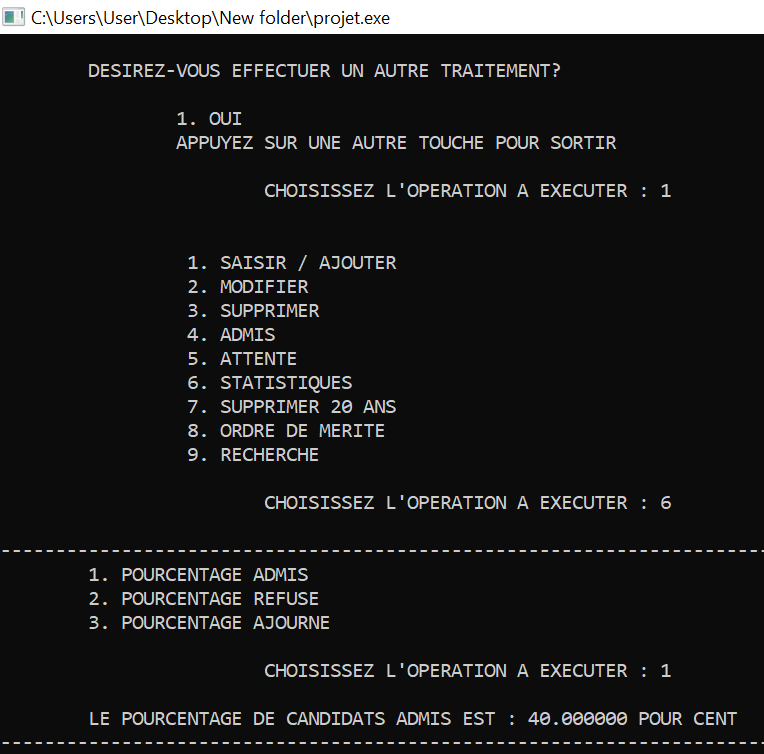 C:\Users\User\Desktop\New folder\projet.exe
DESIREZ-VOUS EFFECTUER UN AUTRE TRAITEMENT?
1. OUI
APPUYEZ SUR UNE AUTRE TOUCHE POUR SORTIR
CHOISISSEZ L'OPERATION A EXECUTER : 1
1. SAISIR / AJOUTER
2. MODIFIER
3. SUPPRIMER
4. ADMIS
5. ATTENTE
6. STATISTIQUES
7. SUPPRIMER 20 ANS
8. ORDRE DE MERITE
9. RECHERCHE
CHOISISSEZ L'OPERATION A EXECUTER : 6
----------------------------------------------------------------------
1. POURCENTAGE ADMIS
2. POURCENTAGE REFUSE
3. POURCENTAGE AJOURNE
CHOISISSEZ L'OPERATION A EXECUTER : 1
LE POURCENTAGE DE CANDIDATS ADMIS EST : 40.000000 POUR CENT
----------------------------------------------------------------------